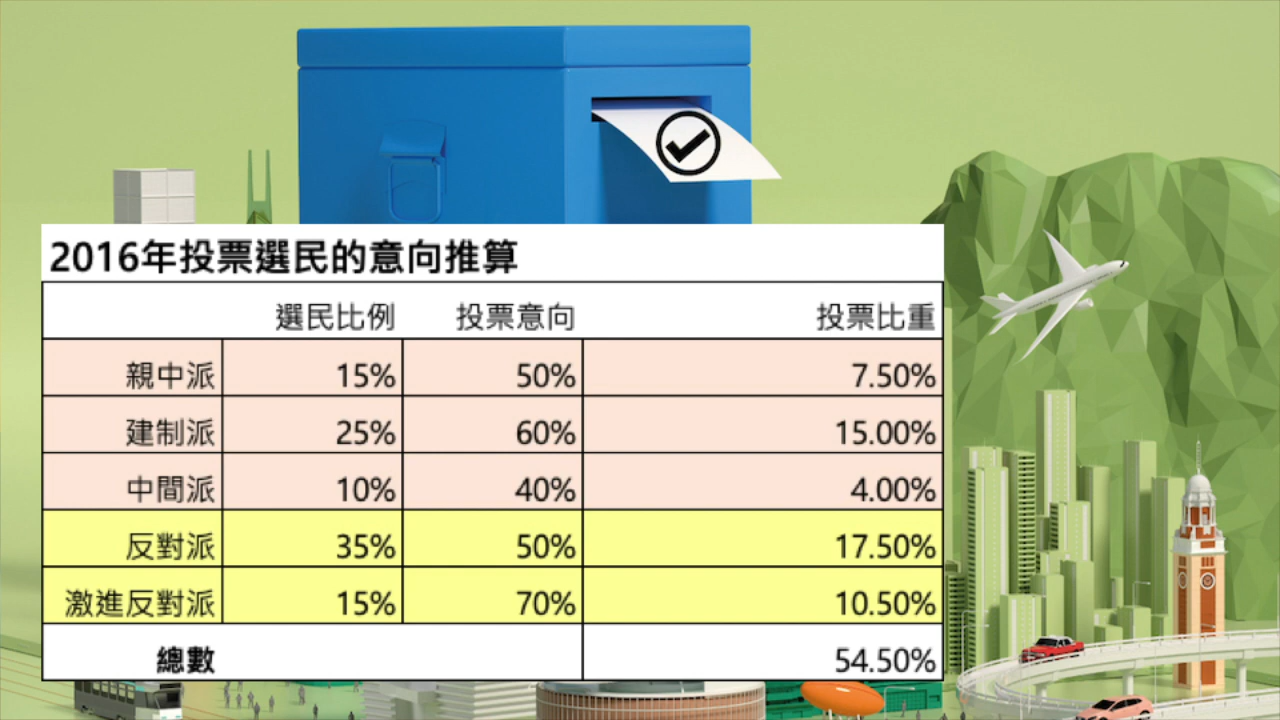 2016年投票選民的意向推算
選民比例 投票意向 投票比重
親中派 15% 50% 7.50%
建制派 25% 60% 15.00%
中間派 10% 40% 4.00%
反對派 35% 50% 17.50%
激進反對派 15% 70% 10.50%
總數 54.50%